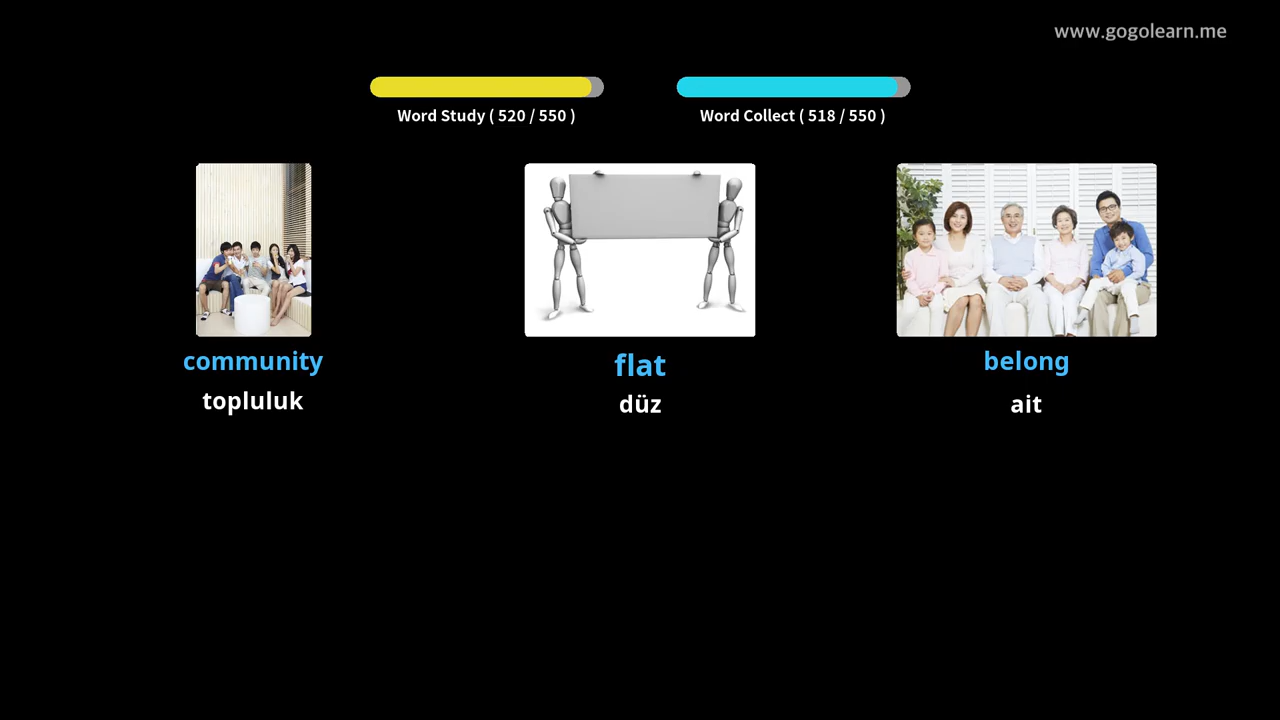 www.gogolearn.me
Word Study ( 520 / 550 )
Word Collect ( 518 / 550 )
community
flat
belong
topluluk
düz
ait